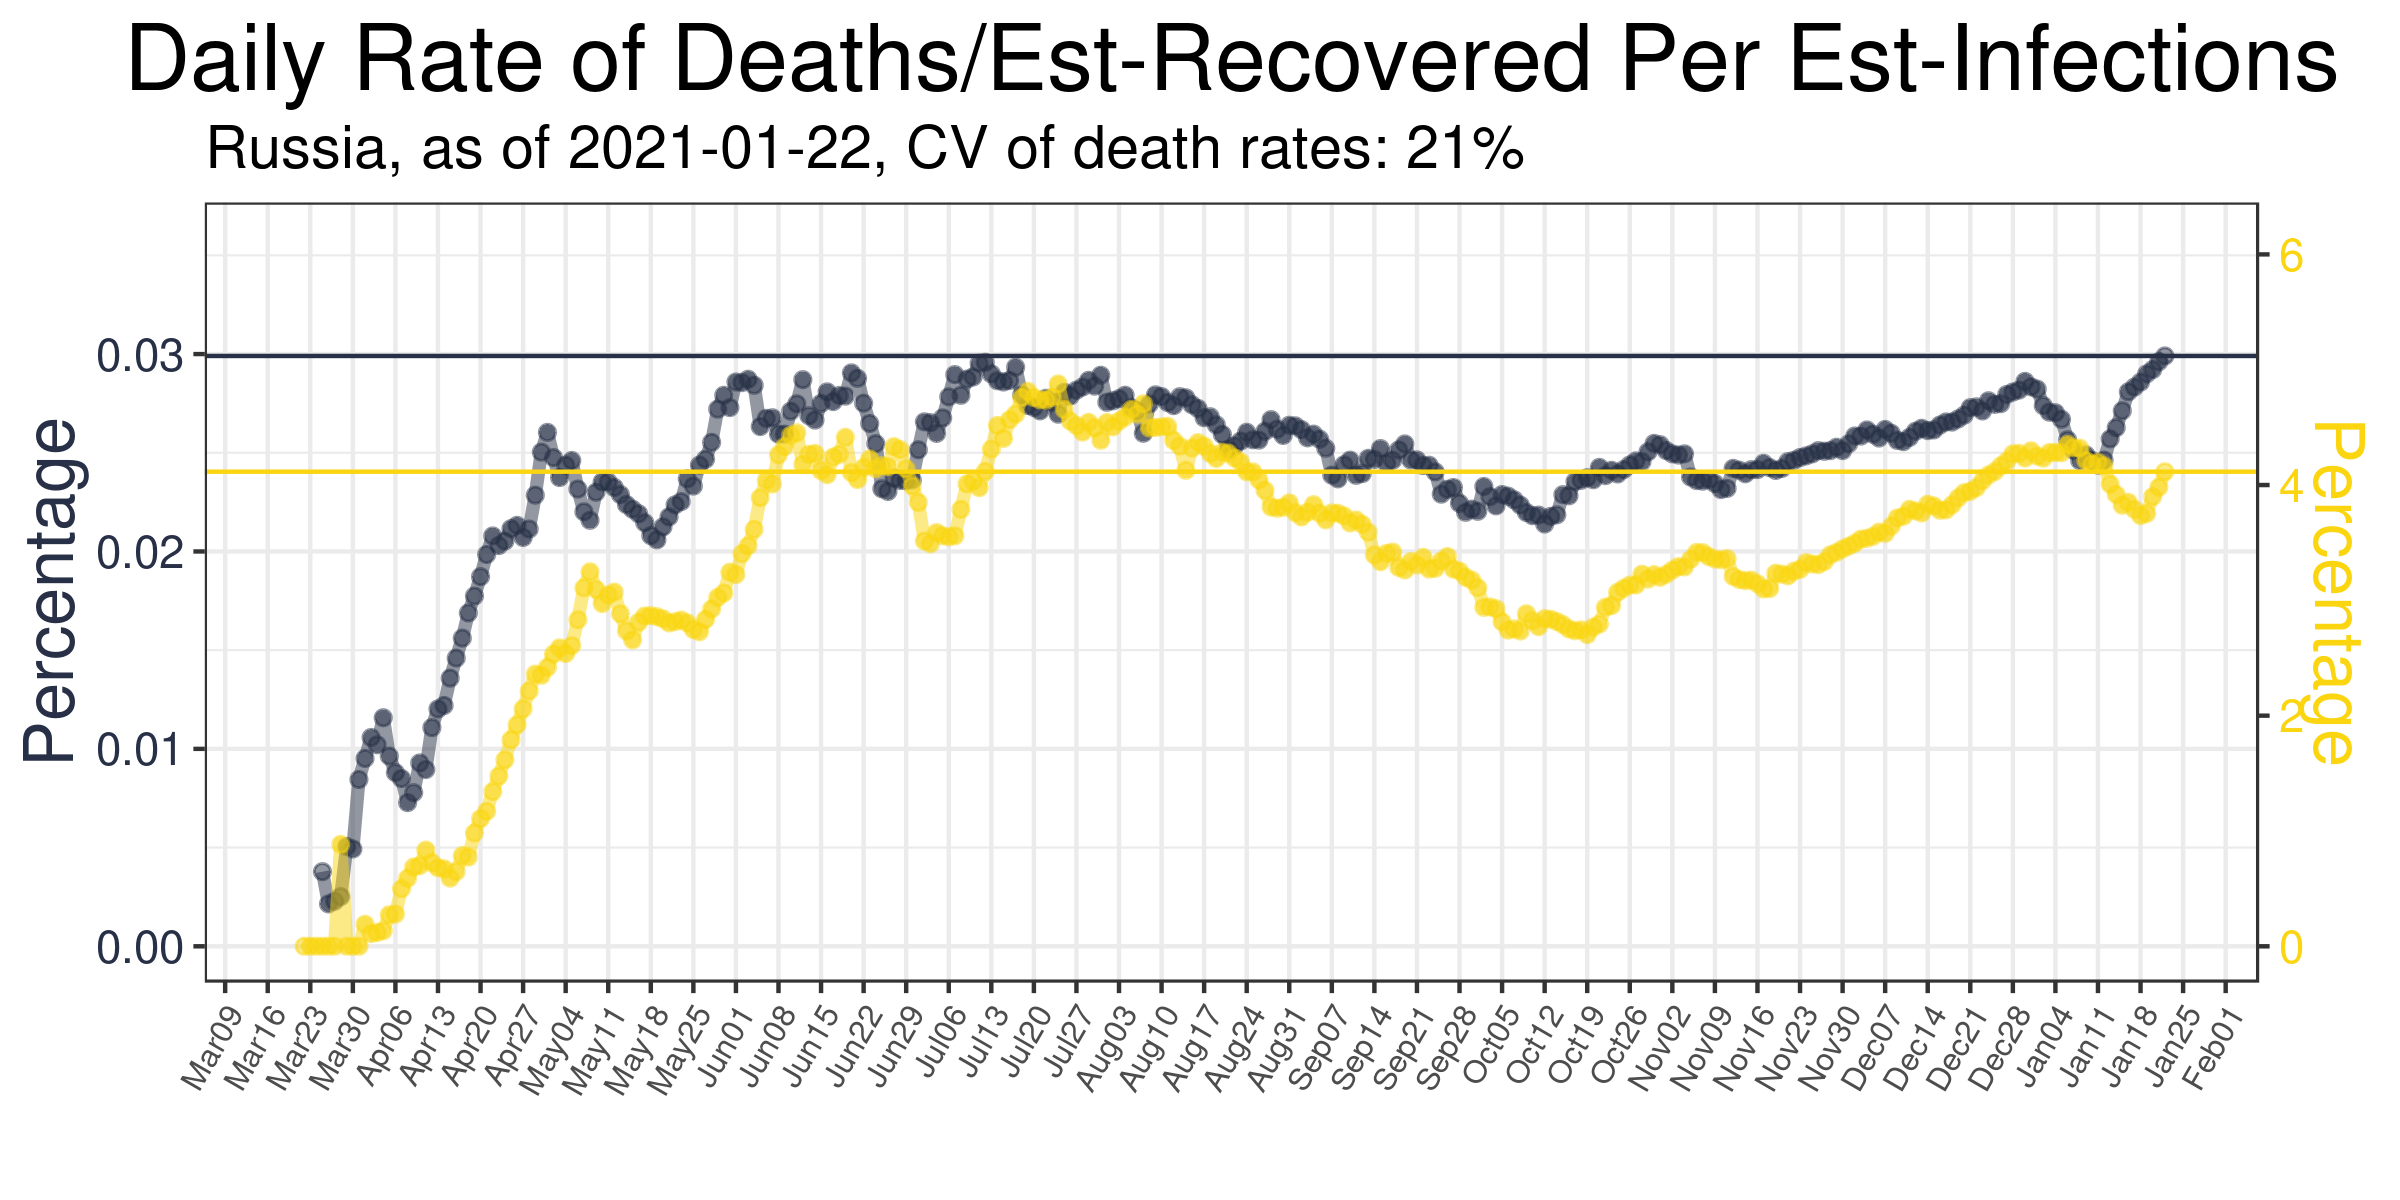 Daily Rate of Deaths/Est-Recovered Per Est-Infections
Russia, as of 2021-01-22, CV of death rates: 21%
Percentage
0.03
0.02
0.01
0.00
6
4
2
0
Percentage
Mar09
Mar16
Mar23
Mar30
Apr06
Apr13
Apr20
Apr27
May04
May11
May18
May25
Jun01
Jun08
Jun15
Jun22
Jun29
Jul06
Jul13
Jul20
Jul27
Aug03
Aug10
Aug17
Aug24
Aug31
Sep07
Sep14
Sep21
Sep28
Oct05
Oct12
Oct19
Oct26
Nov02
Nov09
Nov16
Nov23
Nov30
Dec07
Dec14
Dec21
Dec28
Jan04
Jan11
Jan18
Jan25
Feb01